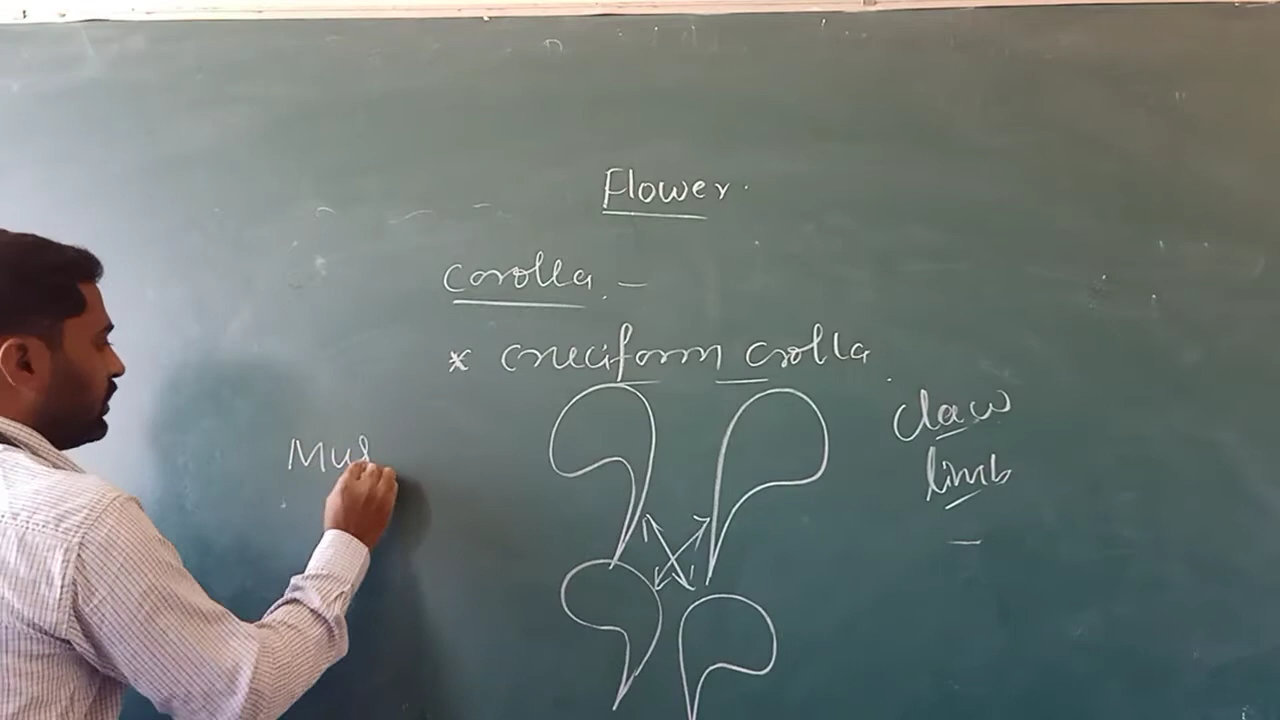 Flower.
Corolla. -
* Cruciform Crolla.
Claw
limb
Mus